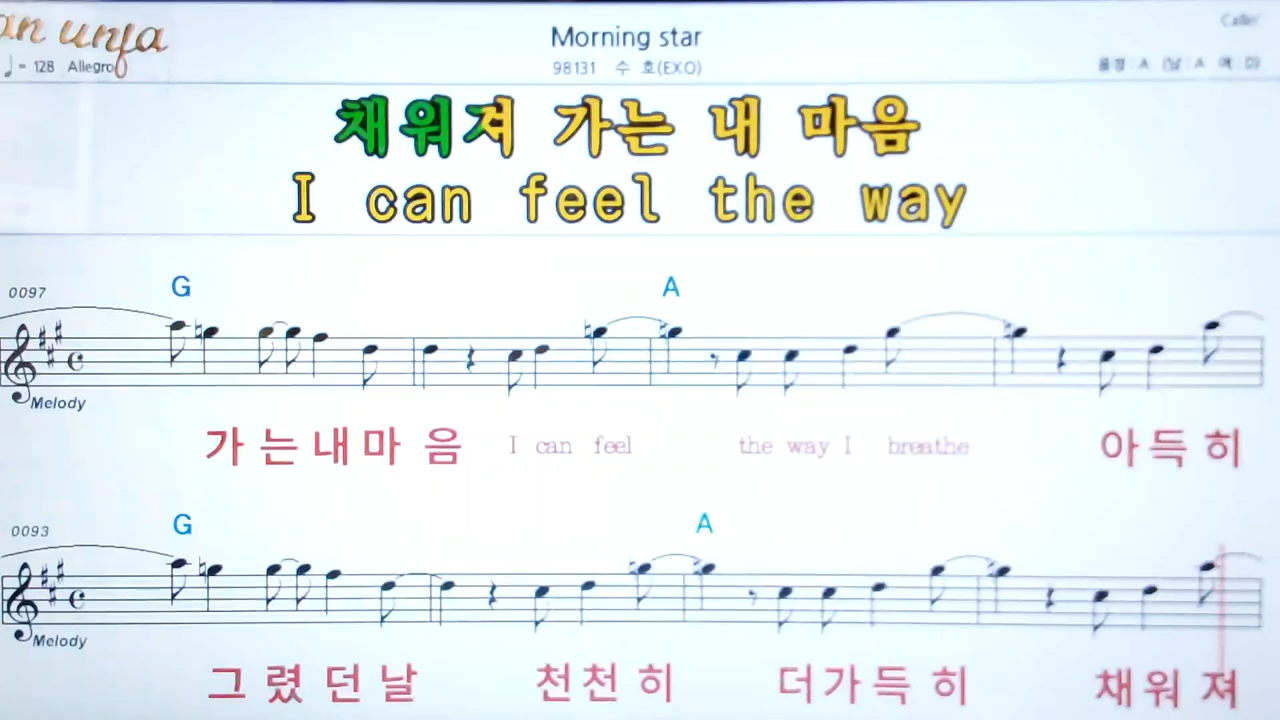 Morning star
♩= 128 Allegro
98131 수 호(EXO)
채워져 가는 내 마음
I can feel the way
0097
G A
Melody
가 는 내 마 음 I can feel the way I breathe 아 득 히
0093
G A
Melody
그 렸 던 날 천 천 히 더 가 득 히 채 워 져